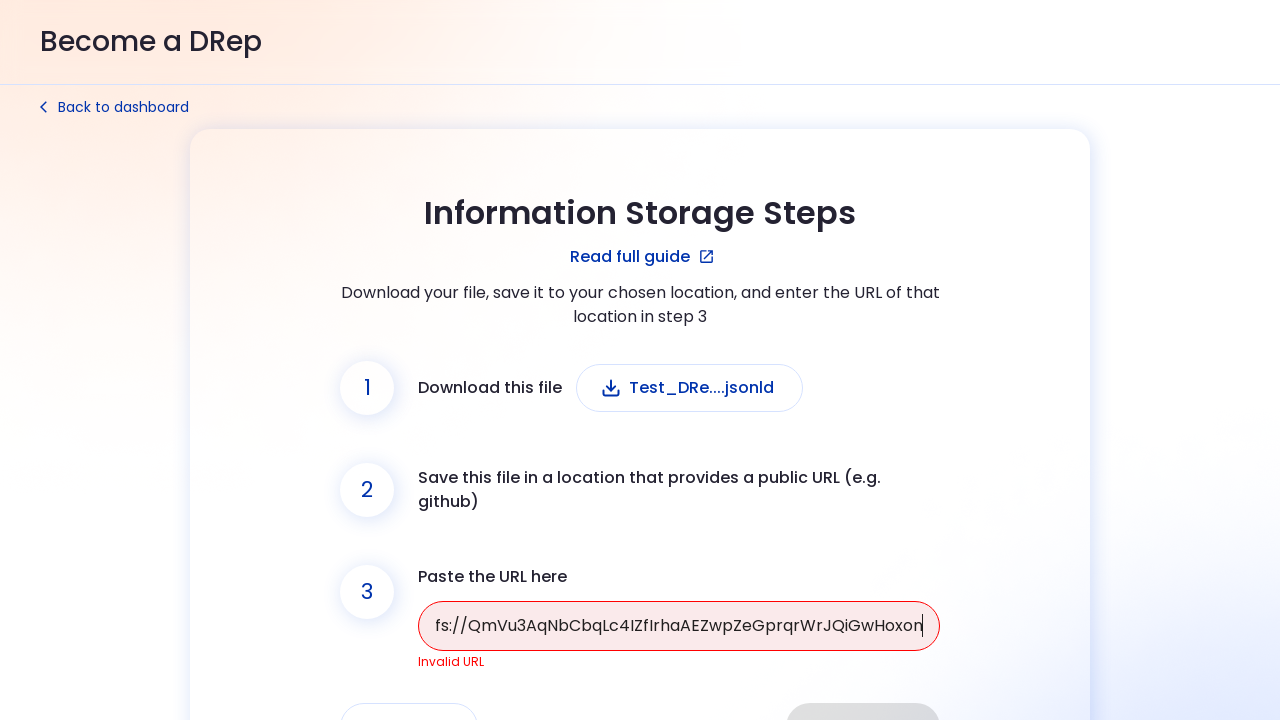 Become a DRep
Back to dashboard
Information Storage Steps
Read full guide
Download your file, save it to your chosen location, and enter the URL of that
location in step 3
1
Download this file
Test_DRe....jsonld
2
Save this file in a location that provides a public URL (e.g.
github)
3
Paste the URL here
fs://QmVu3AqNbCbqLc4IZfIrhaAEZwpZeGprqrWrJQiGwHoxon
Invalid URL